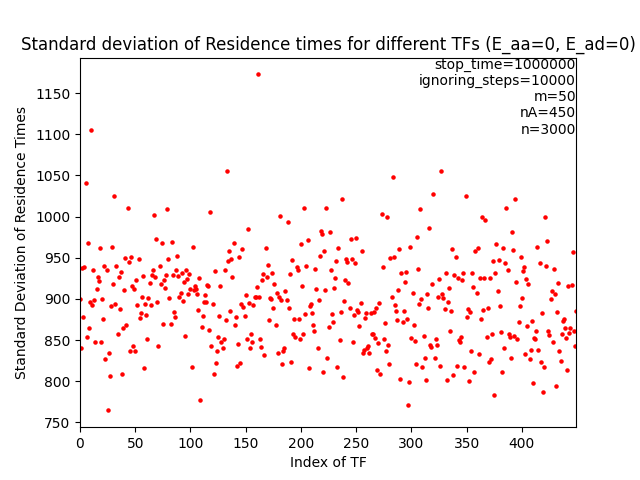 Standard deviation of Residence times for different TFs (E_aa=0, E_ad=0)
stop_time=1000000
ignoring_steps=10000
m=50
nA=450
n=3000
Standard Deviation of Residence Times
1150
1100
1050
1000
950
900
850
800
750
0 50 100 150 200 250 300 350 400
Index of TF